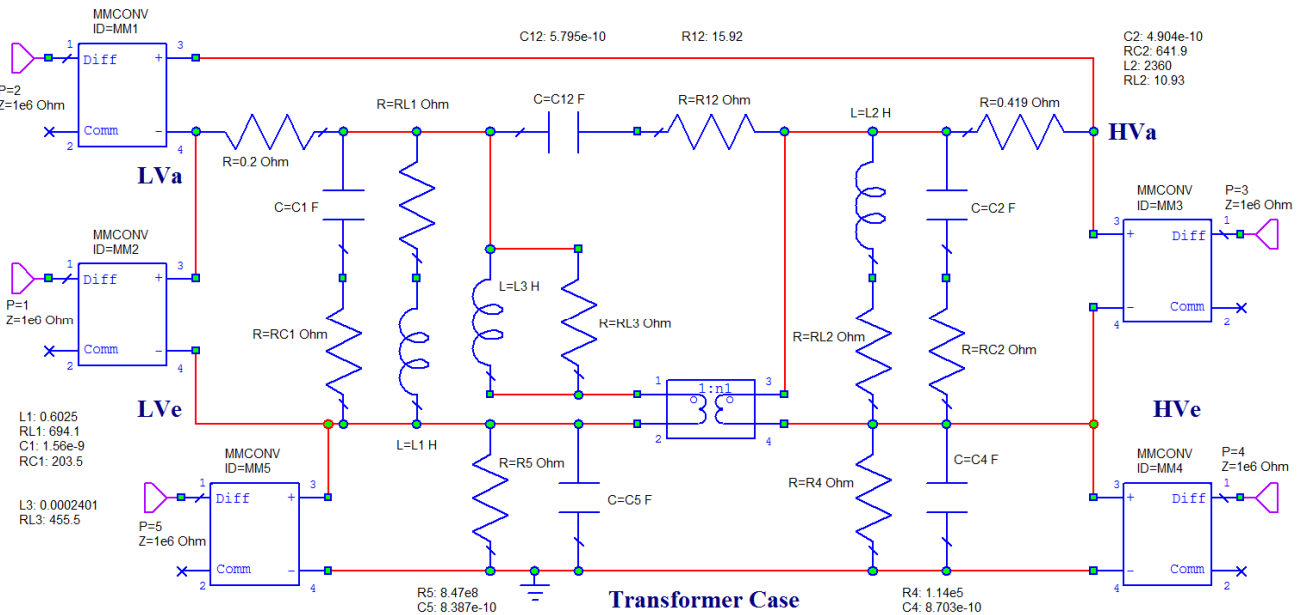 MMCONV
ID=MM1
C12: 5.795e-10 R12: 15.92
C2: 4.904e-10
RC2: 641.9
L2: 2360
RL2: 10.93
1 Diff + 3
P=2
Z=1e6 Ohm
Comm - 
2 4
R=RL1 Ohm
C=C12 F
R=R12 Ohm
L=L2 H
R=0.419 Ohm
HVa
R=0.2 Ohm
LVa
C=C1 F
C=C2 F
MMCONV
ID=MM3
P=3
Z=1e6 Ohm
MMCONV
ID=MM2
3 + Diff 1
1 Diff + 3
P=1
Z=1e6 Ohm
L=L3 H
R=RC1 Ohm
R=RL3 Ohm
R=RL2 Ohm
R=RC2 Ohm
- Comm
4 2
Comm -
2 4
1 1:n1 3
2 4
LVe
HVe
L1: 0.6025
RL1: 694.1
C1: 1.56e-9
RC1: 203.5
L=L1 H
MMCONV
ID=MM5
MMCONV
ID=MM4
P=4
Z=1e6 Ohm
L3: 0.0002401
RL3: 455.5
1 Diff + 3
P=5
Z=1e6 Ohm
R=R5 Ohm
C=C5 F
R=R4 Ohm
C=C4 F
3 + Diff 1
Comm -
2 4
- Comm
4 2
R5: 8.47e8
C5: 8.387e-10
Transformer Case
R4: 1.14e5
C4: 8.703e-10